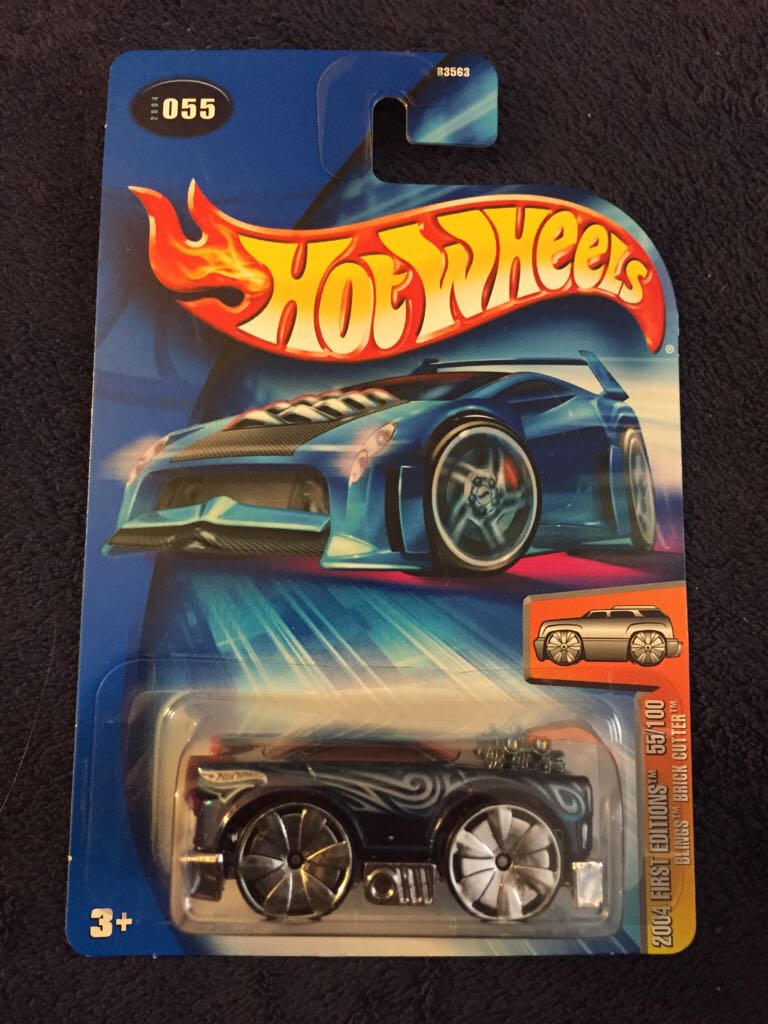 B3563
2004 055
HOT WHEELS ®
2004 FIRST EDITIONS™ 55/100
BLINGS™ BRICK CUTTER™
HOT WHEELS
3+